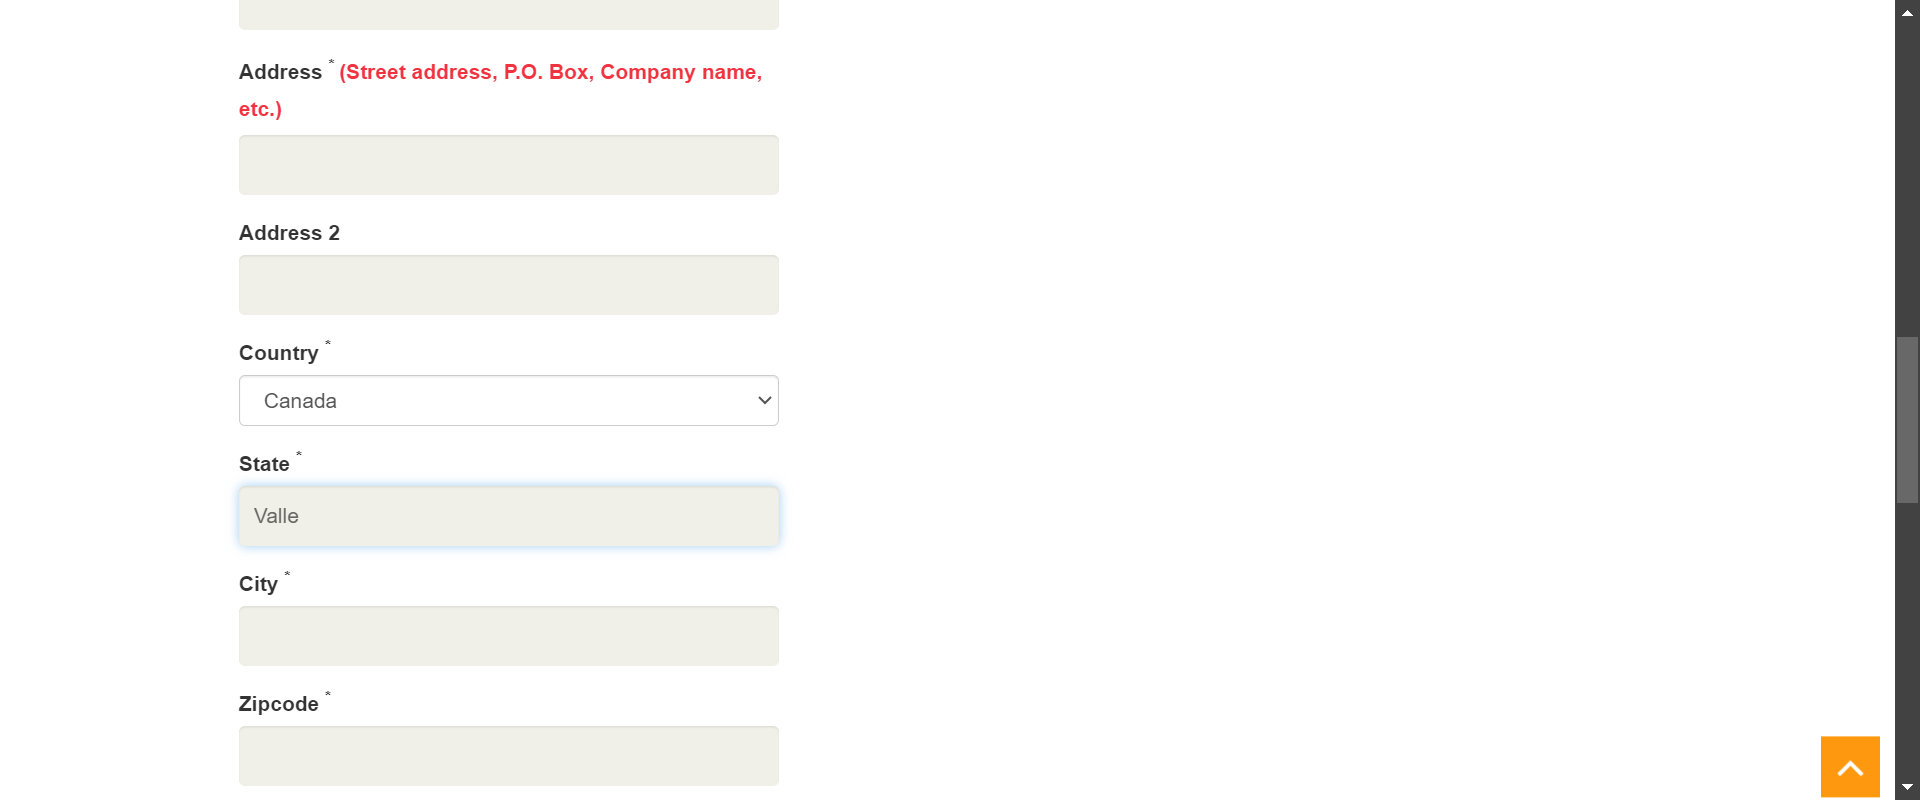 Address * (Street address, P.O. Box, Company name,
etc.)
Address 2
Country *
Canada
State *
Valle
City *
Zipcode *